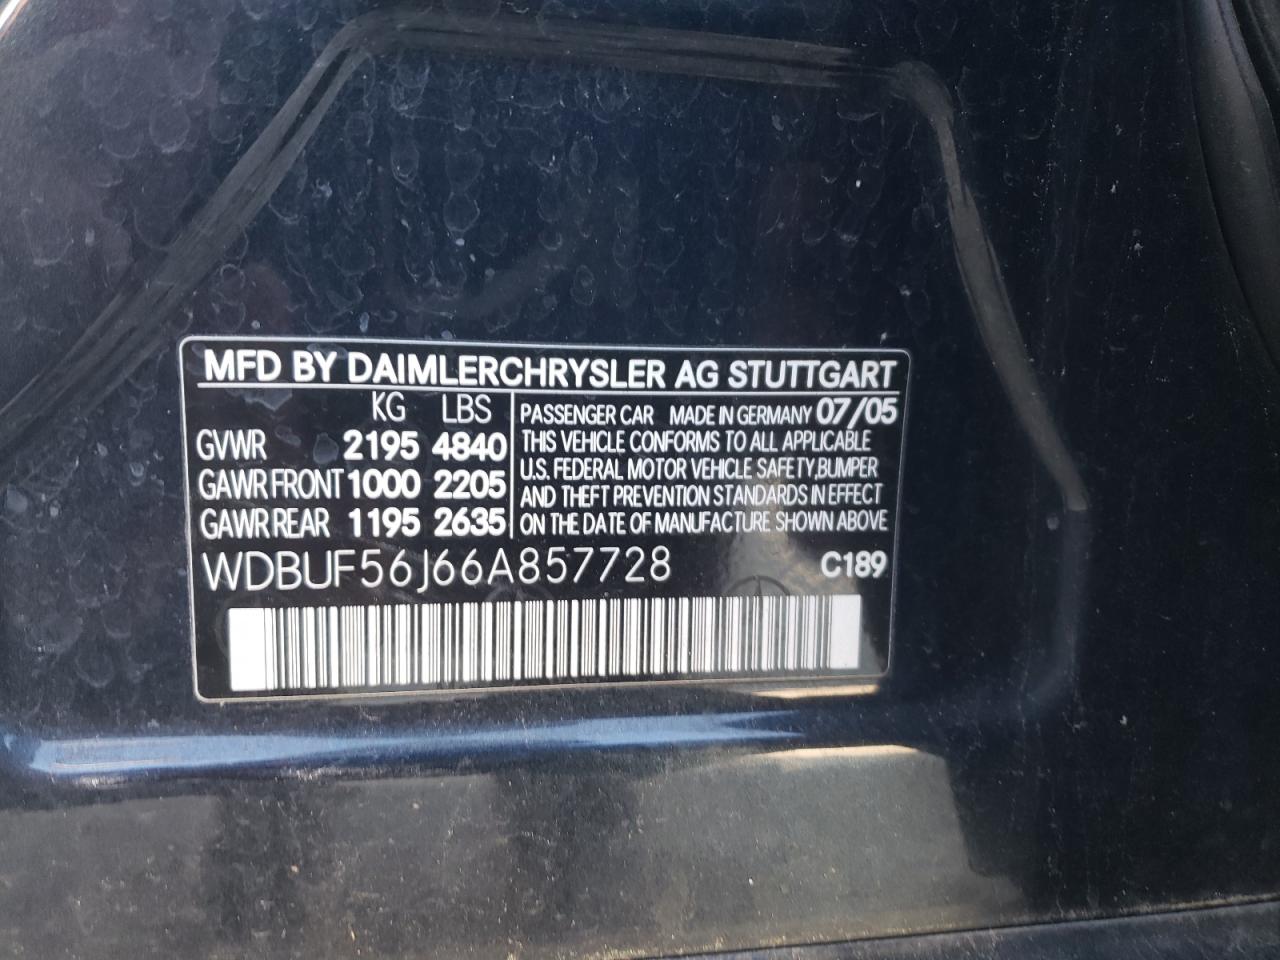 MFD BY DAIMLERCHRYSLER AG STUTTGART
KG LBS
GVWR 2195 4840
GAWR FRONT 1000 2205
GAWR REAR 1195 2635
PASSENGER CAR MADE IN GERMANY 07/05
THIS VEHICLE CONFORMS TO ALL APPLICABLE
U.S. FEDERAL MOTOR VEHICLE SAFETY, BUMPER
AND THEFT PREVENTION STANDARDS IN EFFECT
ON THE DATE OF MANUFACTURE SHOWN ABOVE
WDBUF56J66A857728 C189